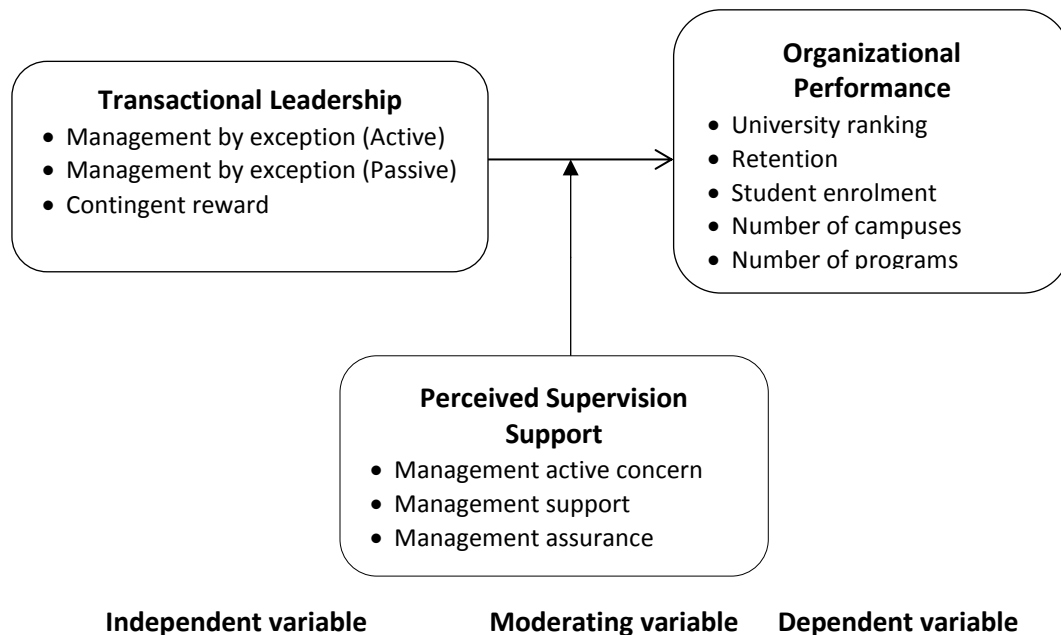 Transactional Leadership
• Management by exception (Active)
• Management by exception (Passive)
• Contingent reward
Organizational
Performance
• University ranking
• Retention
• Student enrolment
• Number of campuses
• Number of programs
Perceived Supervision
Support
• Management active concern
• Management support
• Management assurance
Independent variable Moderating variable Dependent variable